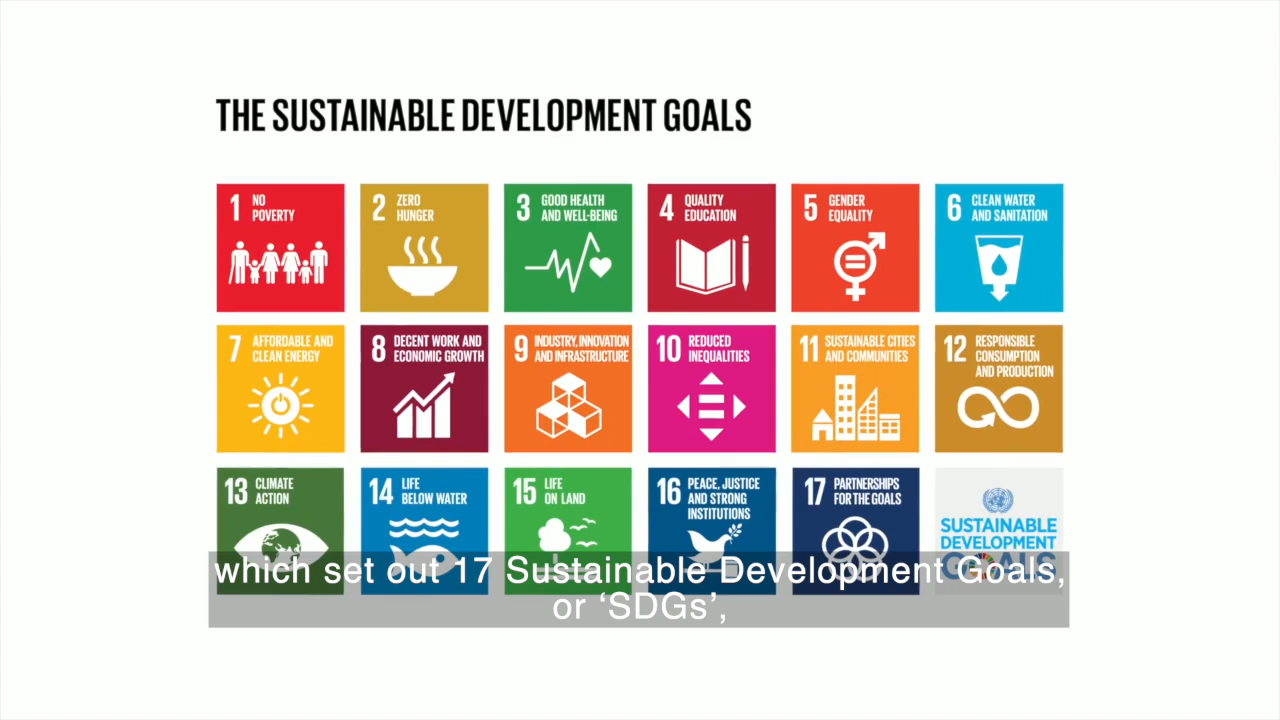 THE SUSTAINABLE DEVELOPMENT GOALS
1 NO
POVERTY
2 ZERO
HUNGER
3 GOOD HEALTH
AND WELL-BEING
4 QUALITY
EDUCATION
5 GENDER
EQUALITY
6 CLEAN WATER
AND SANITATION
7 AFFORDABLE AND
CLEAN ENERGY
8 DECENT WORK AND
ECONOMIC GROWTH
9 INDUSTRY, INNOVATION
AND INFRASTRUCTURE
10 REDUCED
INEQUALITIES
11 SUSTAINABLE CITIES
AND COMMUNITIES
12 RESPONSIBLE
CONSUMPTION
AND PRODUCTION
13 CLIMATE
ACTION
14 LIFE
BELOW WATER
15 LIFE
ON LAND
16 PEACE, JUSTICE
AND STRONG
INSTITUTIONS
17 PARTNERSHIPS
FOR THE GOALS
SUSTAINABLE
DEVELOPMENT
which set out 17 Sustainable Development Goals,
or ‘SDGs’,